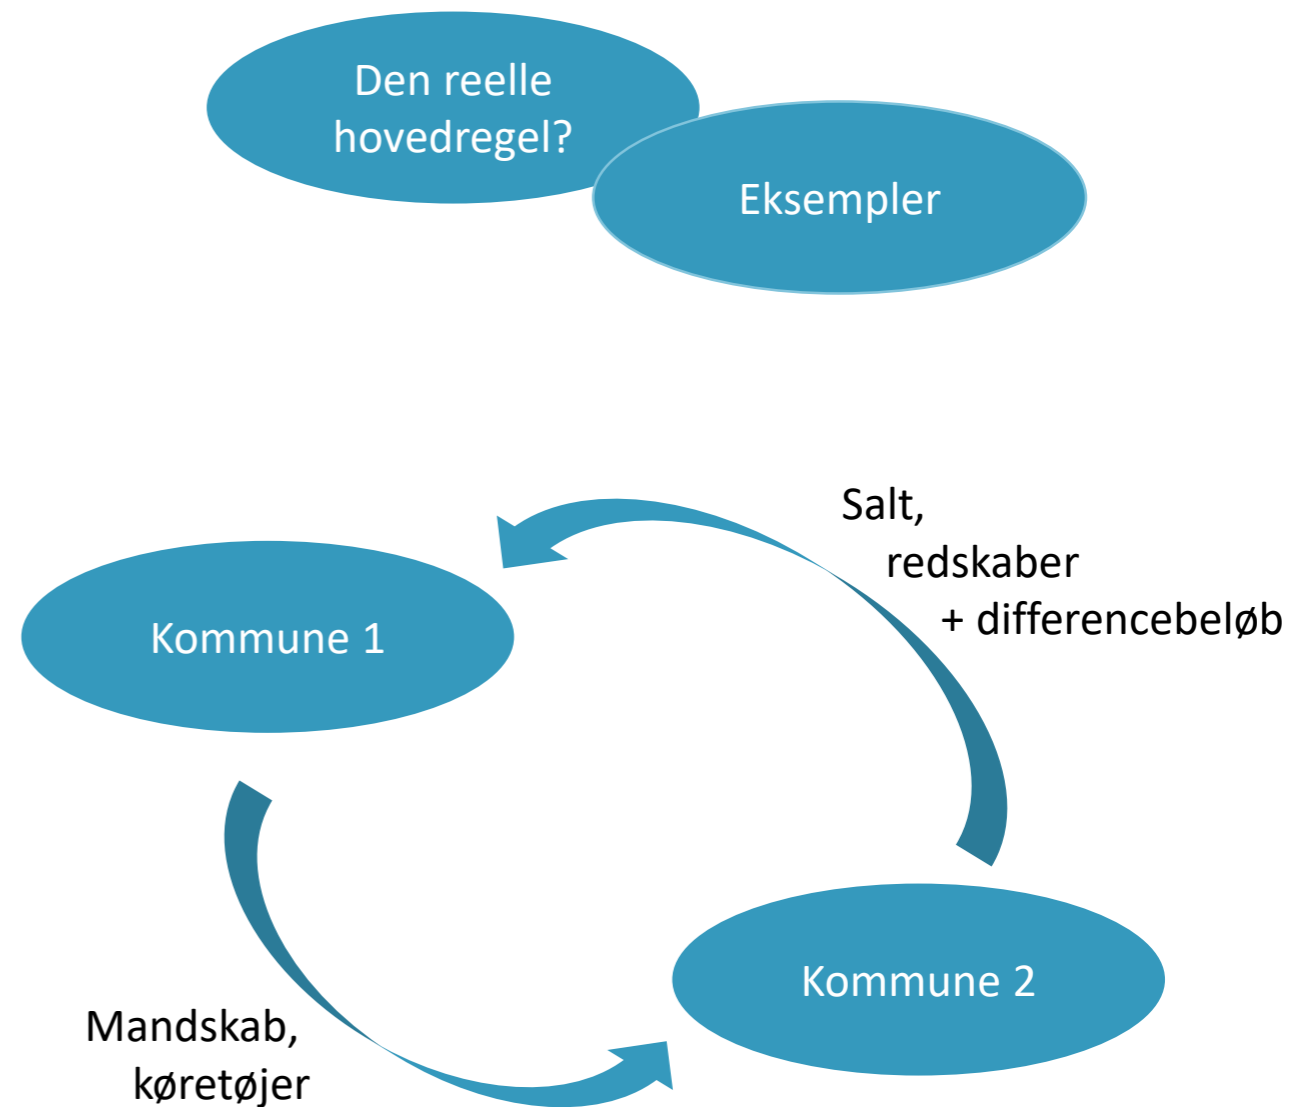 Den reelle
hovedregel?
Eksempler
Salt,
redskaber
+ differencebeløb
Kommune 1
Kommune 2
Mandskab,
køretøjer